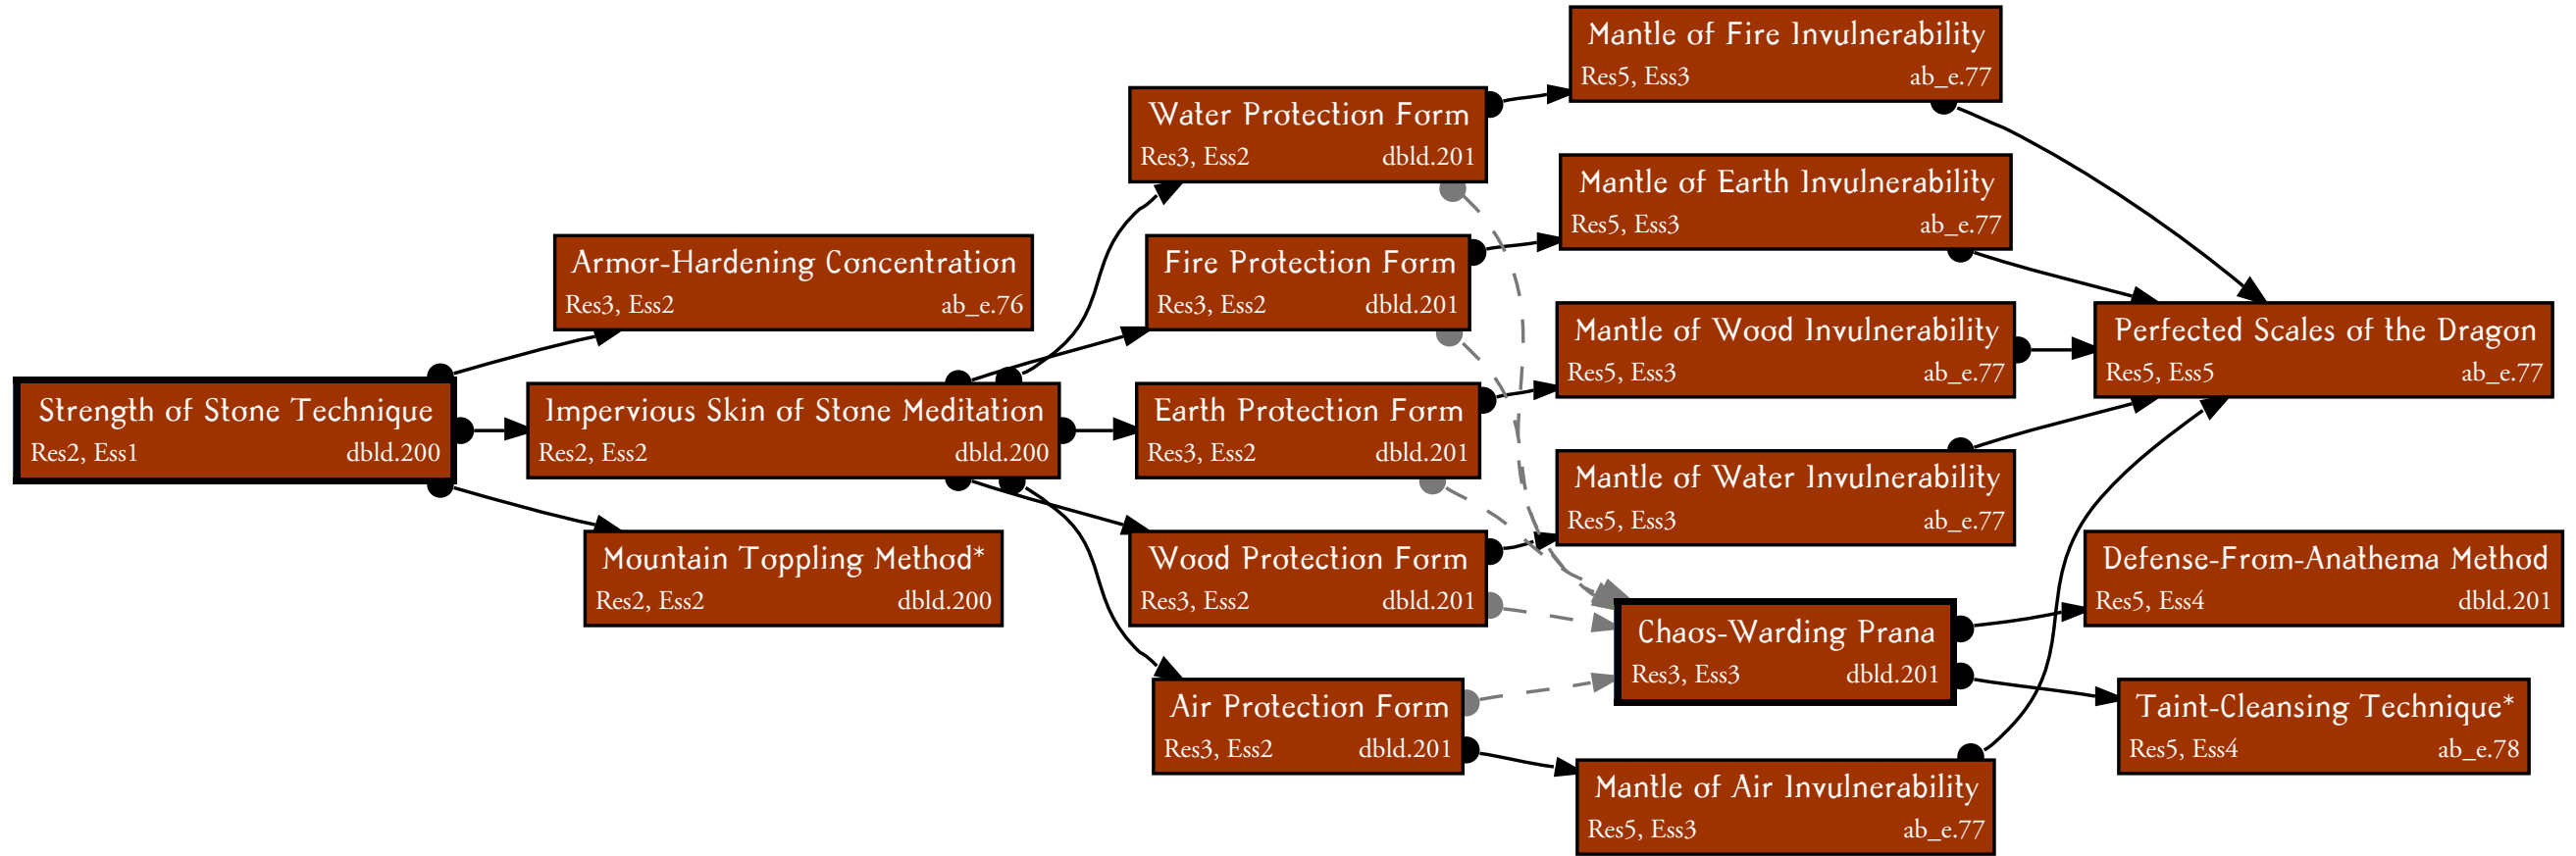 Strength of Stone Technique
Res2, Ess1 dbld.200
Armor-Hardening Concentration
Res3, Ess2 ab_e.76
Impervious Skin of Stone Meditation
Res2, Ess2 dbld.200
Mountain Toppling Method*
Res2, Ess2 dbld.200
Water Protection Form
Res3, Ess2 dbld.201
Fire Protection Form
Res3, Ess2 dbld.201
Earth Protection Form
Res3, Ess2 dbld.201
Wood Protection Form
Res3, Ess2 dbld.201
Air Protection Form
Res3, Ess2 dbld.201
Mantle of Fire Invulnerability
Res5, Ess3 ab_e.77
Mantle of Earth Invulnerability
Res5, Ess3 ab_e.77
Mantle of Wood Invulnerability
Res5, Ess3 ab_e.77
Mantle of Water Invulnerability
Res5, Ess3 ab_e.77
Chaos-Warding Prana
Res3, Ess3 dbld.201
Mantle of Air Invulnerability
Res5, Ess3 ab_e.77
Perfected Scales of the Dragon
Res5, Ess5 ab_e.77
Defense-From-Anathema Method
Res5, Ess4 dbld.201
Taint-Cleansing Technique*
Res5, Ess4 ab_e.78